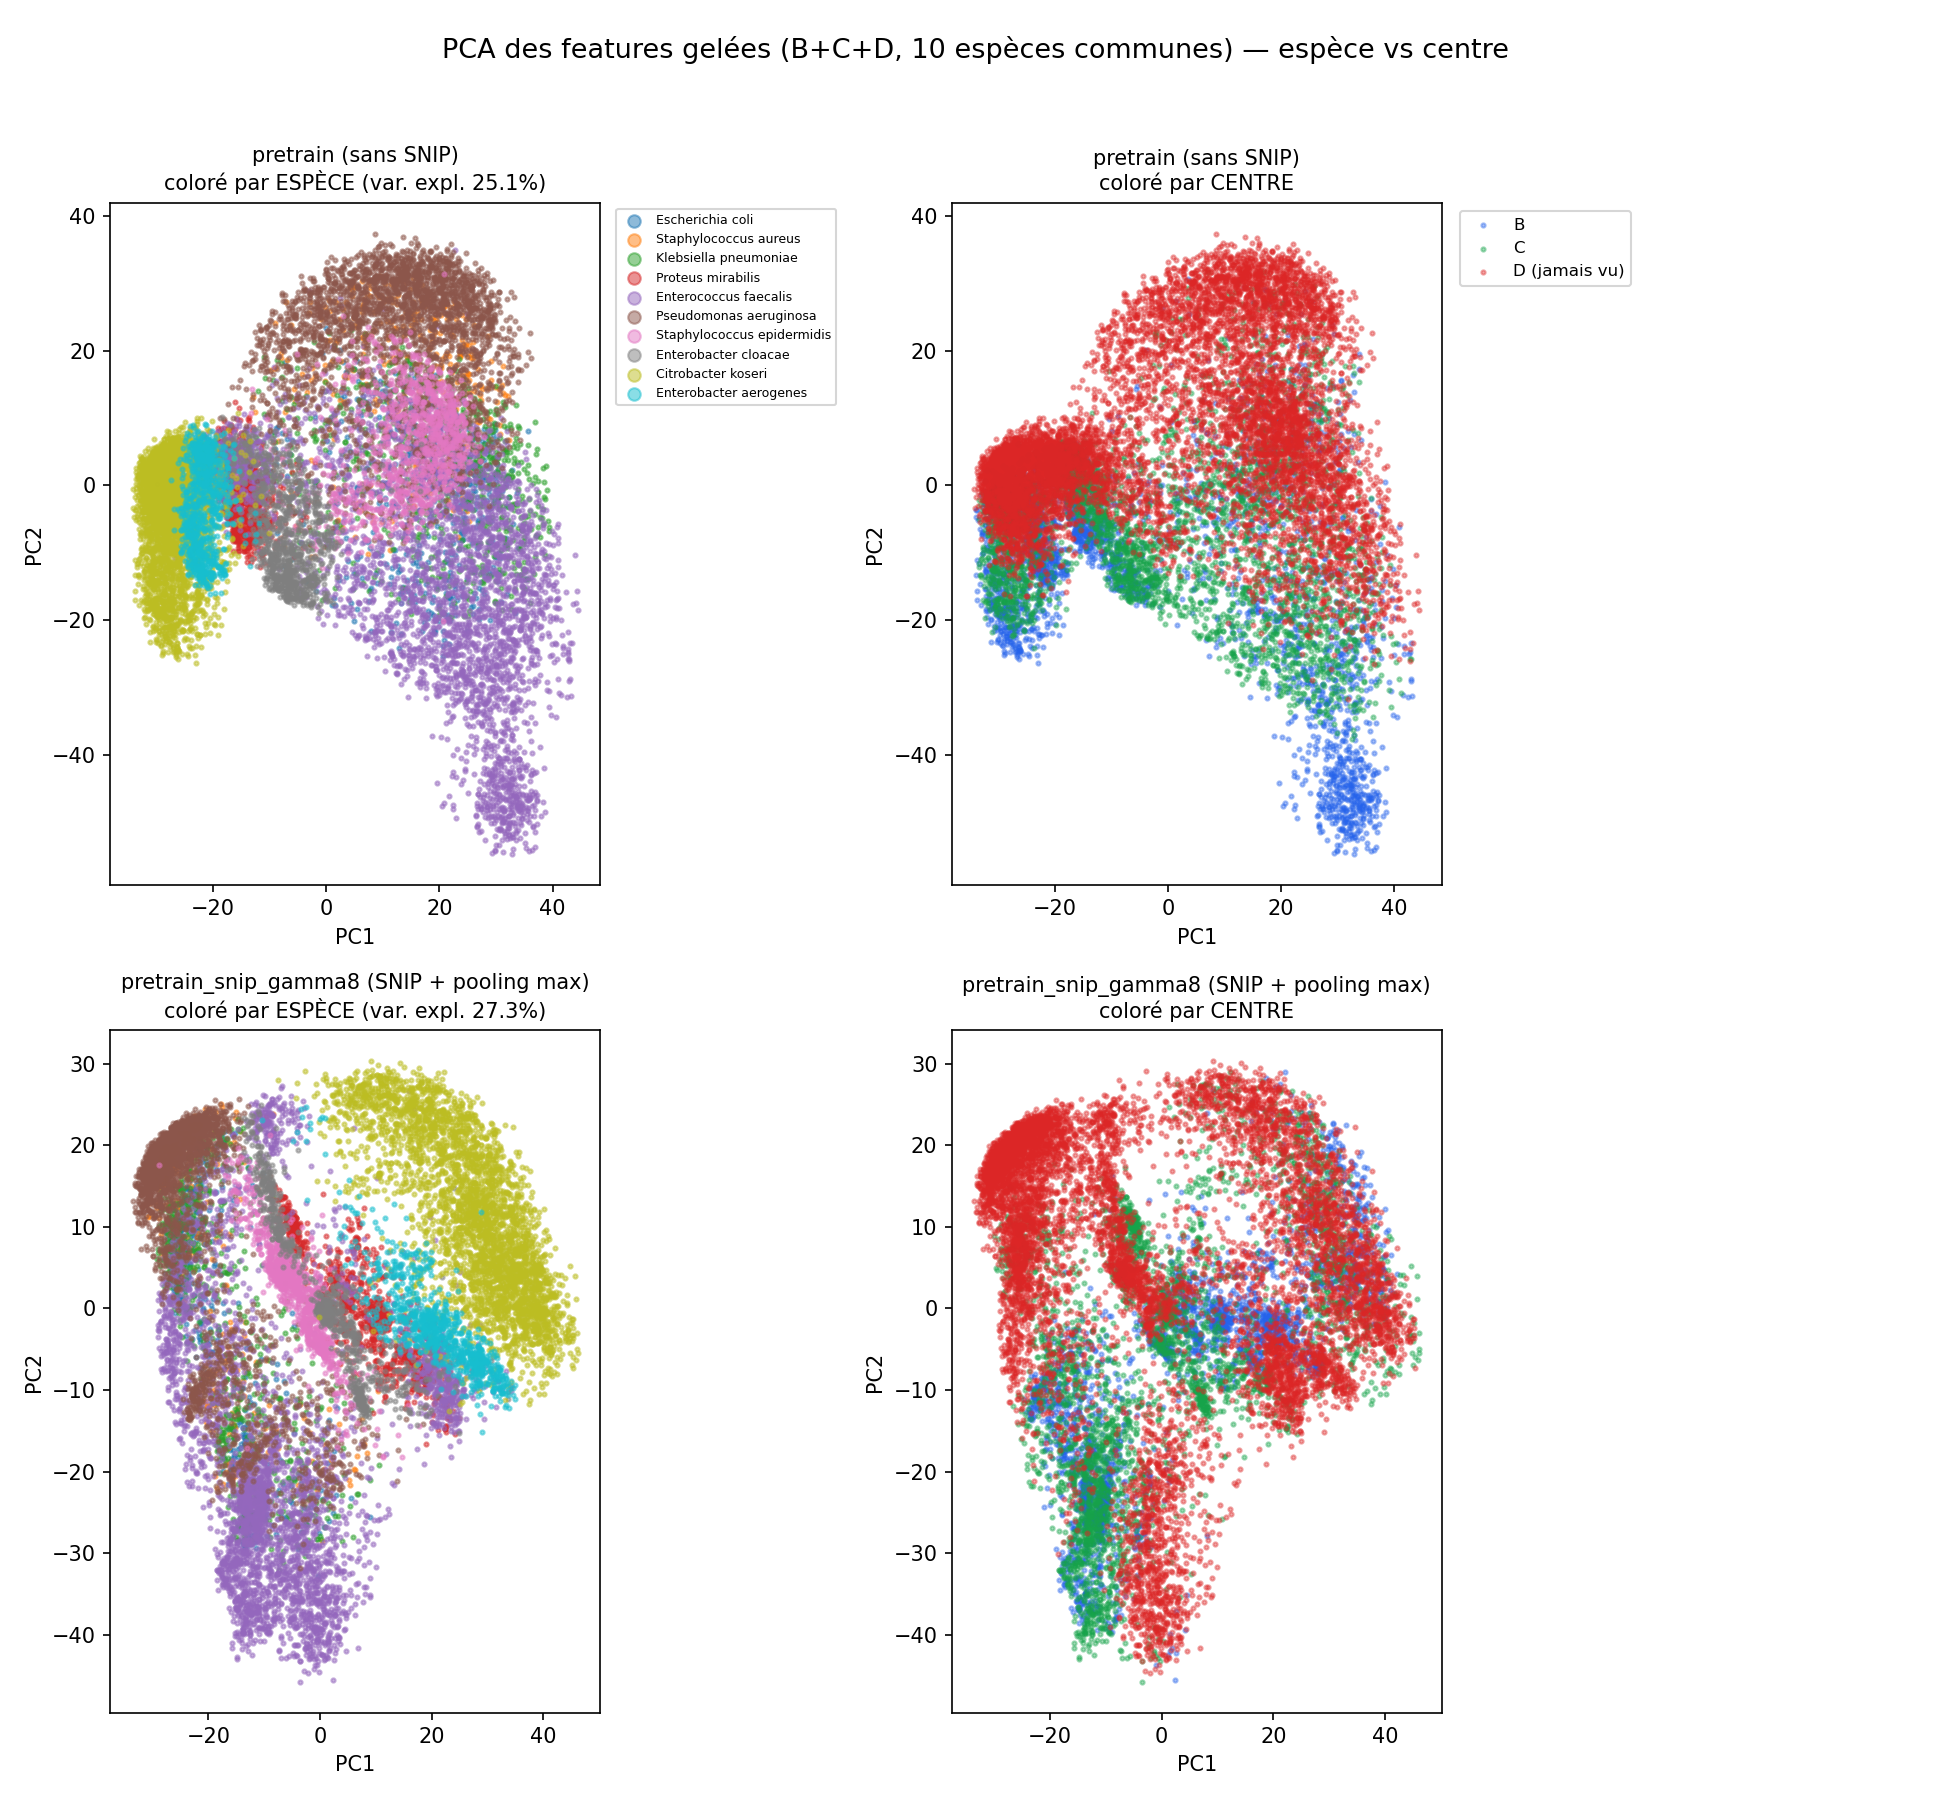 PCA des features gelées (B+C+D, 10 espèces communes) — espèce vs centre
pretrain (sans SNIP)
coloré par ESPÈCE (var. expl. 25.1%)
40
20
0
−20
−40
PC2
−20
0
20
40
PC1
Escherichia coli
Staphylococcus aureus
Klebsiella pneumoniae
Proteus mirabilis
Enterococcus faecalis
Pseudomonas aeruginosa
Staphylococcus epidermidis
Enterobacter cloacae
Citrobacter koseri
Enterobacter aerogenes
pretrain (sans SNIP)
coloré par CENTRE
40
20
0
−20
−40
PC2
−20
0
20
40
PC1
B
C
D (jamais vu)
pretrain_snip_gamma8 (SNIP + pooling max)
coloré par ESPÈCE (var. expl. 27.3%)
30
20
10
0
−10
−20
−30
−40
PC2
−20
0
20
40
PC1
pretrain_snip_gamma8 (SNIP + pooling max)
coloré par CENTRE
30
20
10
0
−10
−20
−30
−40
PC2
−20
0
20
40
PC1